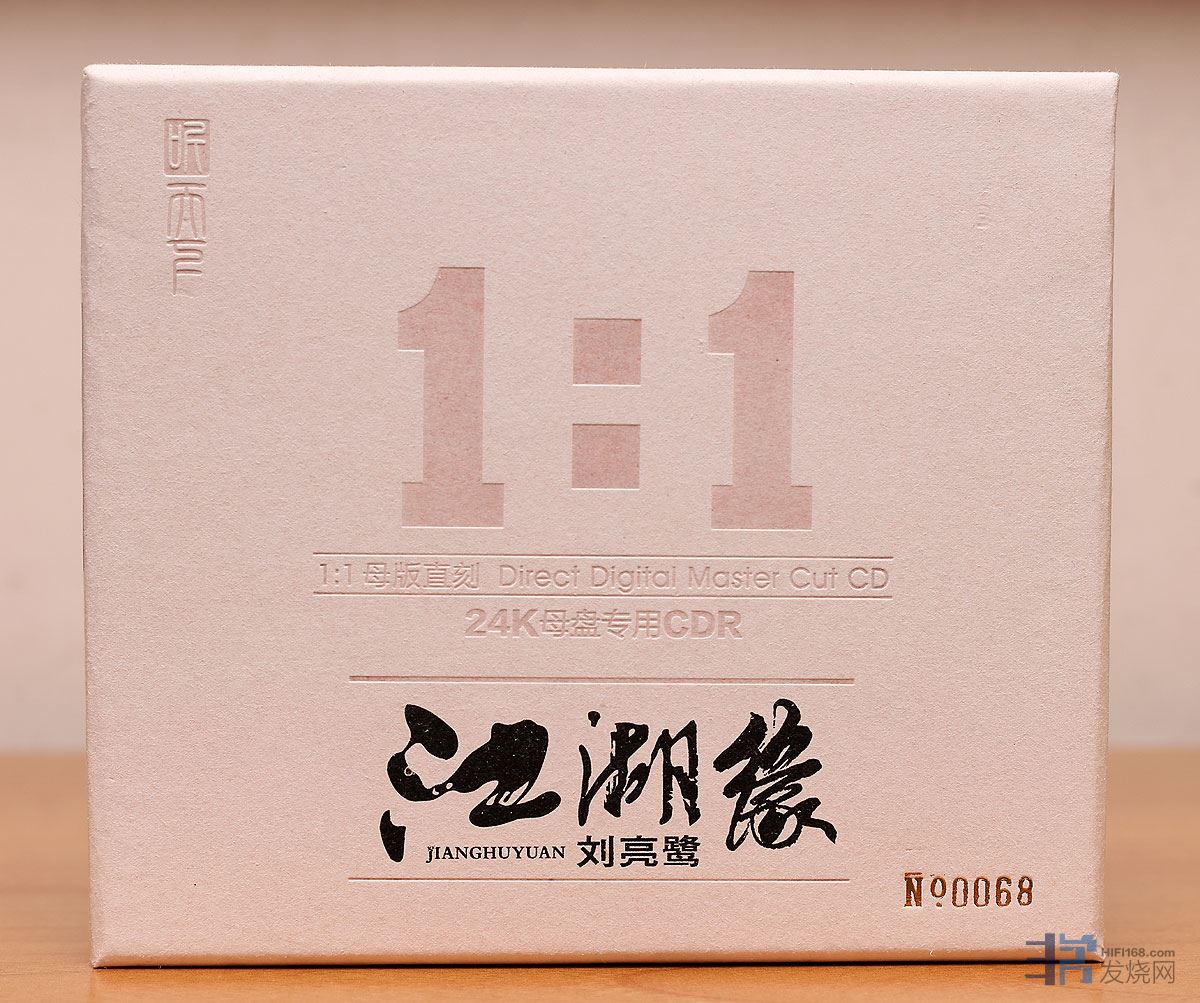 1:1
1:1 母版直刻 Direct Digital Master Cut CD
24K母盘专用CDR
江湖缘
JIANGHUYUAN 刘亮鹭
Nº0068
HIFI168.com
发烧网